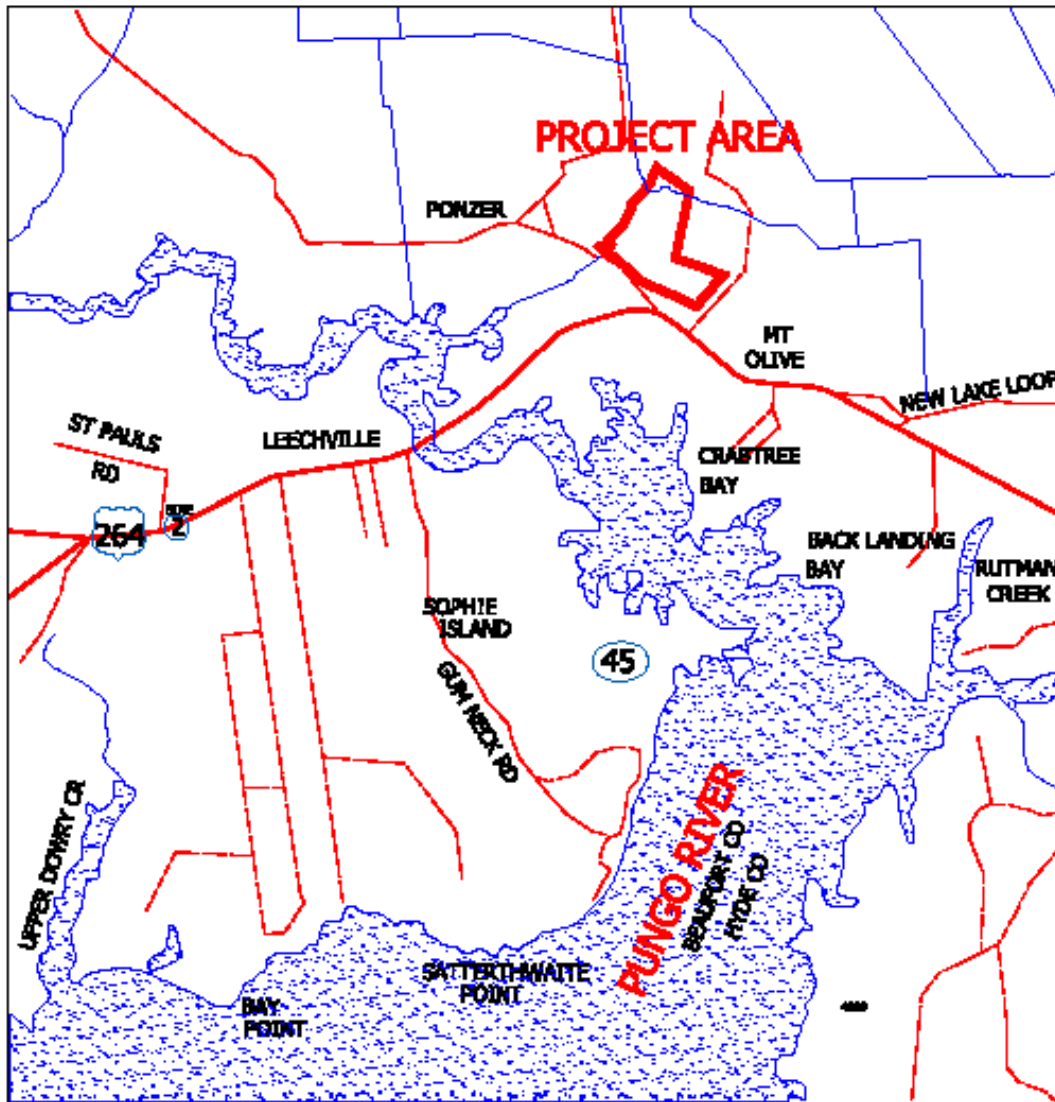 PROJECT AREA
PONZER
MT
OLIVE
NEW LAKE LOOP
ST PAULS
RD
LEECHVILLE
CRABTREE
BAY
264
2
BACK LANDING
BAY
RUTMAN
CREEK
SOPHIE
ISLAND
45
GUM NECK RD
UPPER DOWRY CR
PUNGO RIVER
BEAUFORT CO
HYDE CO
SATTERTHWAITE
POINT
BAY
POINT